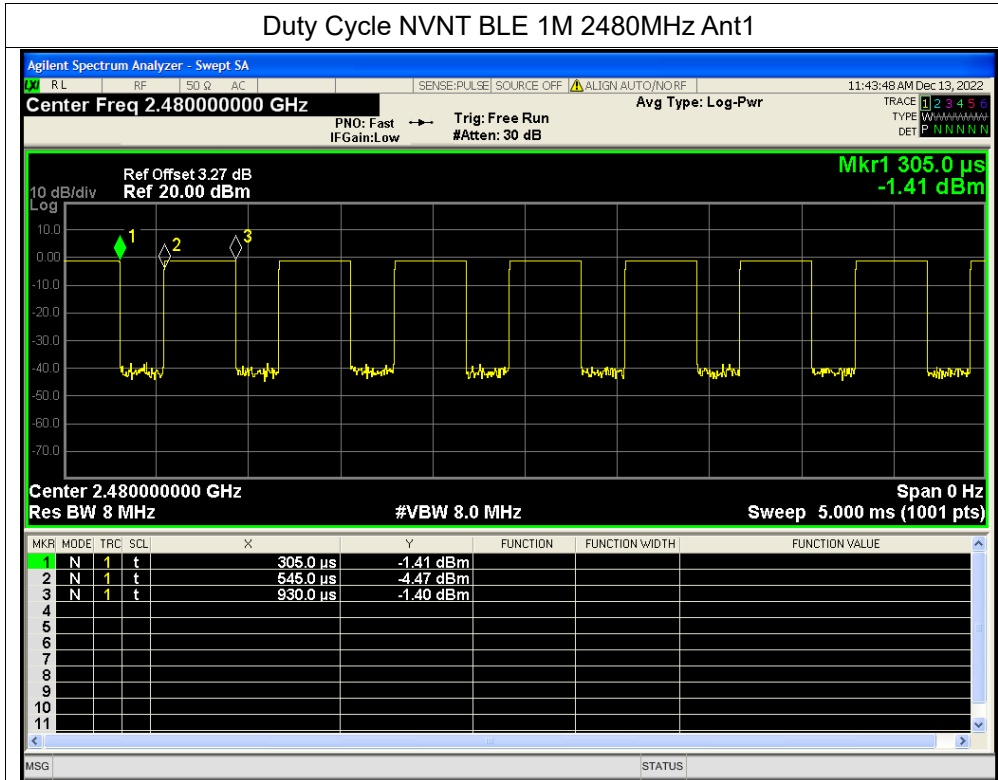 Duty Cycle NVNT BLE 1M 2480MHz Ant1
Agilent Spectrum Analyzer - Swept SA
LXI RL RF 50 Ω AC SENSE:PULSE SOURCE OFF ALIGN AUTO/NO RF 11:43:48 AM Dec 13, 2022
Center Freq 2.480000000 GHz Avg Type: Log-Pwr TRACE 1 2 3 4 5 6
PNO: Fast Trig: Free Run TYPE WWWWWW
IFGain:Low #Atten: 30 dB DET P N N N N N
Mkr1 305.0 µs
Ref Offset 3.27 dB
10 dB/div Ref 20.00 dBm -1.41 dBm
Log
10.0
1 2 3
0.00
-10.0
-20.0
-30.0
-40.0
-50.0
-60.0
-70.0
Center 2.480000000 GHz Span 0 Hz
Res BW 8 MHz #VBW 8.0 MHz Sweep 5.000 ms (1001 pts)
MKR MODE TRC SCL X Y FUNCTION FUNCTION WIDTH FUNCTION VALUE
1 N 1 t 305.0 µs -1.41 dBm
2 N 1 t 545.0 µs -4.47 dBm
3 N 1 t 930.0 µs -1.40 dBm
4
5
6
7
8
9
10
11
MSG STATUS